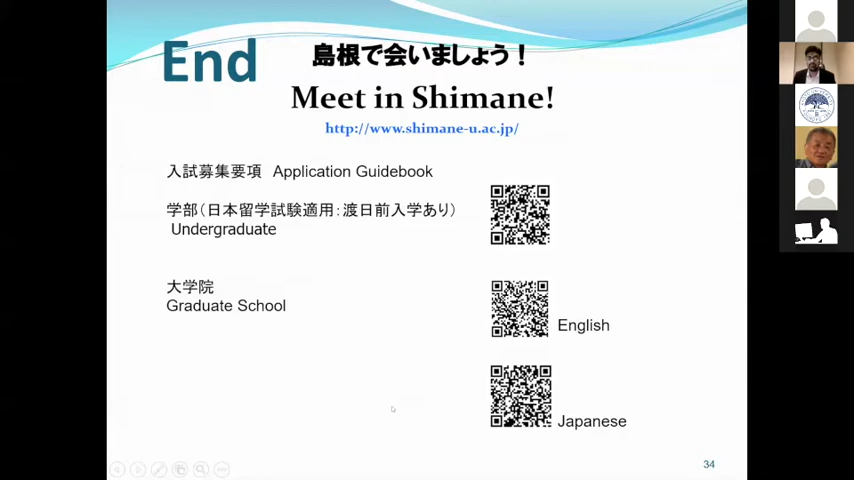 End
島根で会いましょう！
Meet in Shimane!
http://www.shimane-u.ac.jp/
入試募集要項 Application Guidebook
学部（日本留学試験適用：渡日前入学あり）
Undergraduate
大学院
Graduate School
English
Japanese
34